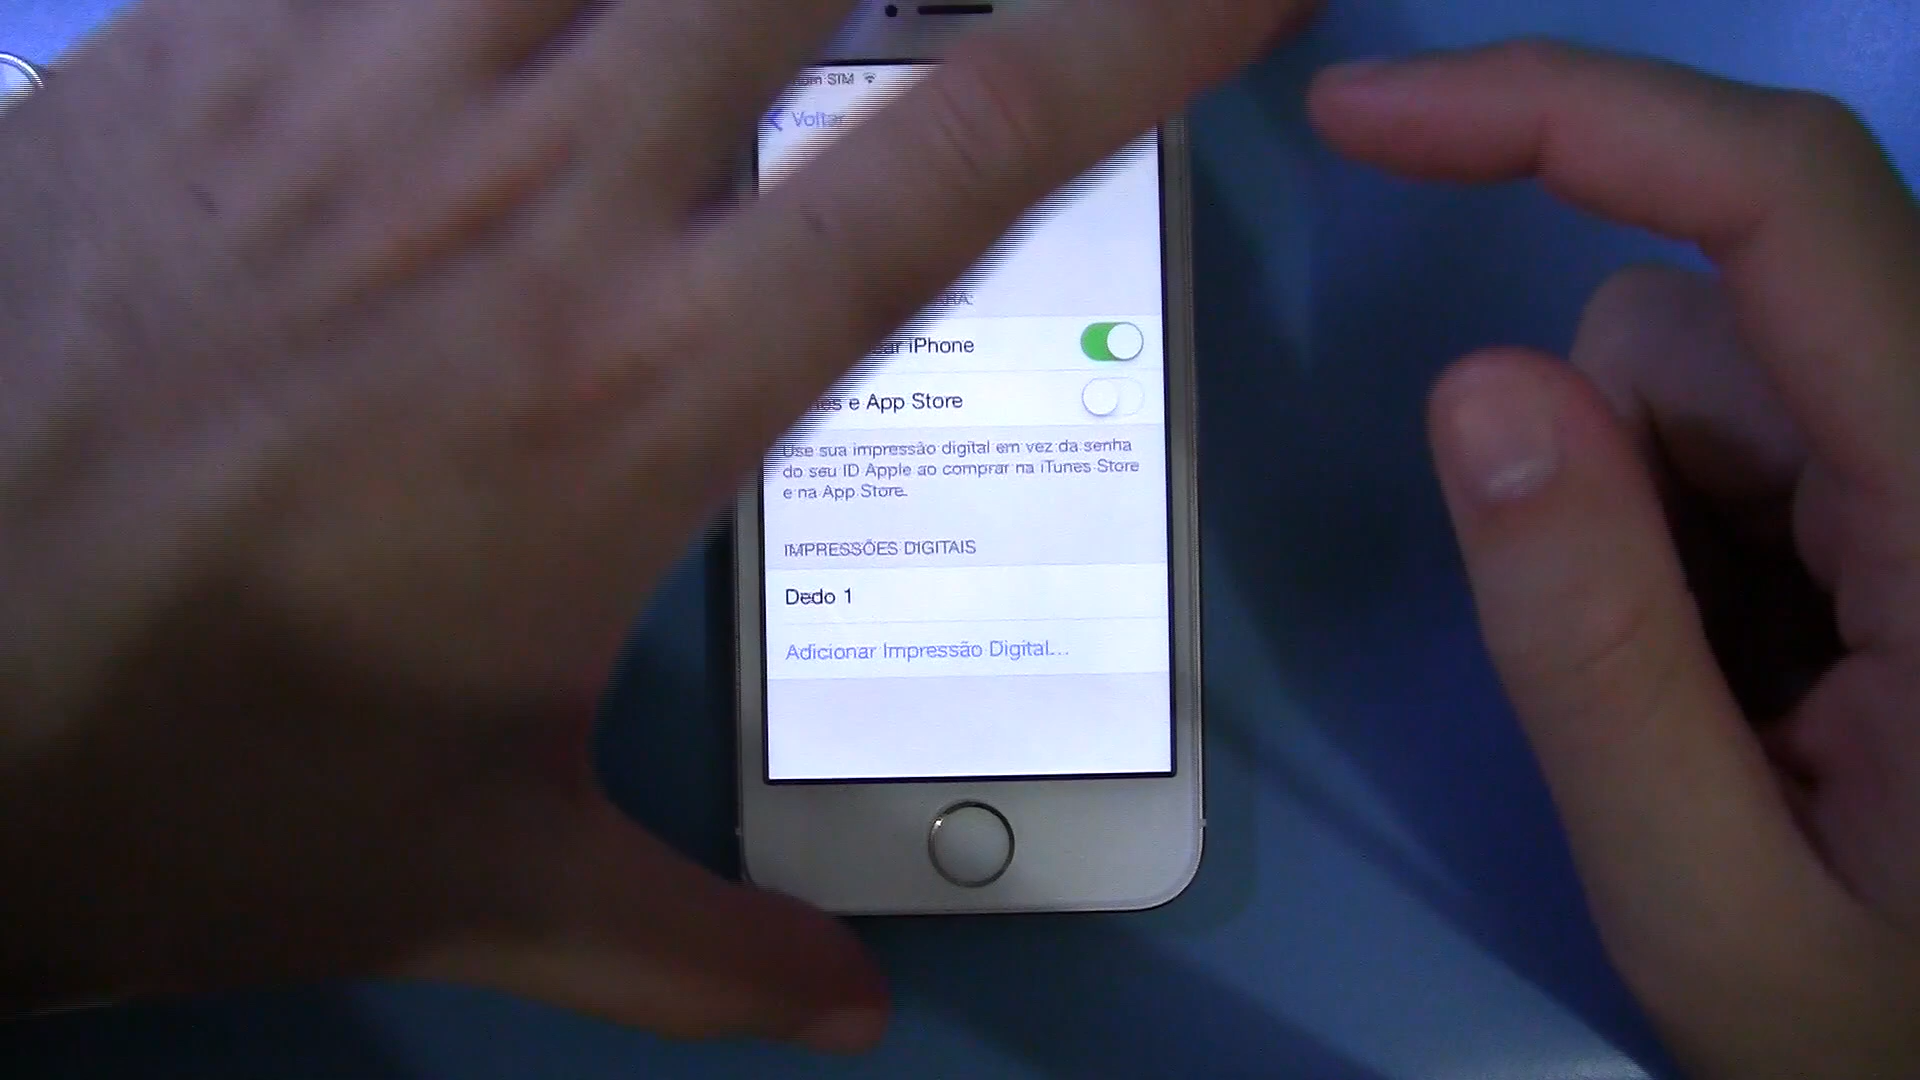 SIM
Voltar
iPhone
e App Store
Use sua impressão digital em vez da senha
do seu ID Apple ao comprar na iTunes Store
e na App Store.
IMPRESSÕES DIGITAIS
Dedo 1
Adicionar Impressão Digital...